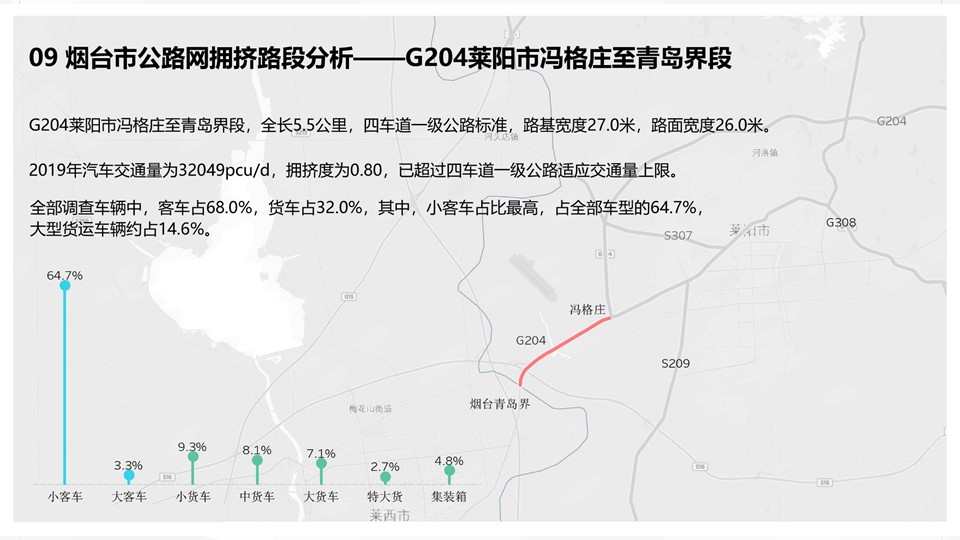 09 烟台市公路网拥挤路段分析——G204莱阳市冯格庄至青岛界段
G204莱阳市冯格庄至青岛界段，全长5.5公里，四车道一级公路标准，路基宽度27.0米，路面宽度26.0米。
2019年汽车交通量为32049pcu/d，拥挤度为0.80，已超过四车道一级公路适应交通量上限。
全部调查车辆中，客车占68.0%，货车占32.0%，其中，小客车占比最高，占全部车型的64.7%，
大型货运车辆约占14.6%。
G204
河洛镇
G308
S307
莱阳市
64.7%
G15
冯格庄
G204
S209
烟台青岛界
梅花山街道
9.3%
8.1%
7.1%
3.3%
2.7%
4.8%
S16
S16
S16
小客车
大客车
小货车
中货车
大货车
特大货
集装箱
莱西市